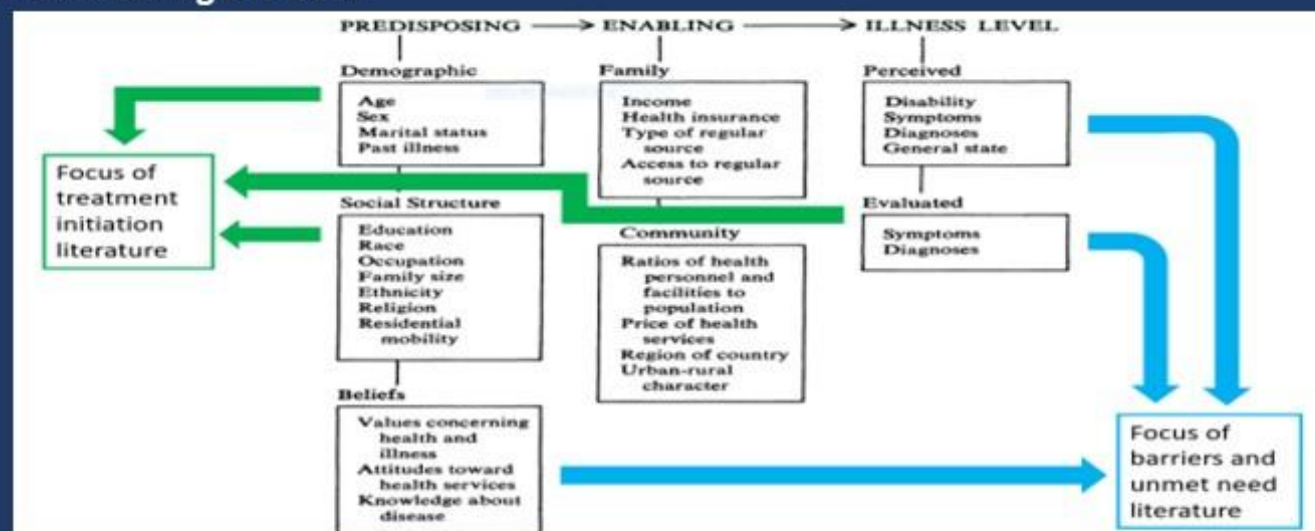 PREDISPOSING ENABLING ILLNESS LEVEL
Demographic
Age
Sex
Marital status
Past illness
Social Structure
Education
Race
Occupation
Family size
Ethnicity
Religion
Residential
mobility
Beliefs
Values concerning
health and
illness
Attitudes toward
health services
Knowledge about
disease
Family
Income
Health insurance
Type of regular
source
Access to regular
source
Community
Ratios of health
personnel and
facilities to
population
Price of health
services
Region of country
Urban-rural
character
Perceived
Disability
Symptoms
Diagnoses
General state
Evaluated
Symptoms
Diagnoses
Focus of
treatment
initiation
literature
Focus of
barriers and
unmet need
literature